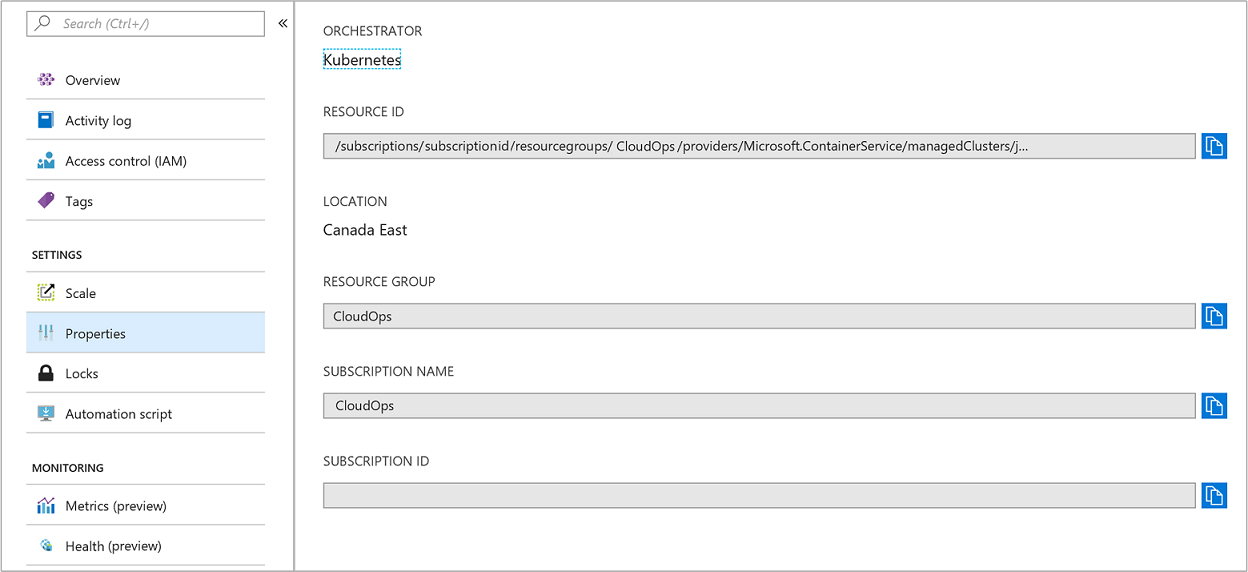 Search (Ctrl+/)
«
Overview
Activity log
Access control (IAM)
Tags
SETTINGS
Scale
Properties
Locks
Automation script
MONITORING
Metrics (preview)
Health (preview)
ORCHESTRATOR
Kubernetes
RESOURCE ID
/subscriptions/subscriptionid/resourcegroups/ CloudOps /providers/Microsoft.ContainerService/managedClusters/j...
LOCATION
Canada East
RESOURCE GROUP
CloudOps
SUBSCRIPTION NAME
CloudOps
SUBSCRIPTION ID